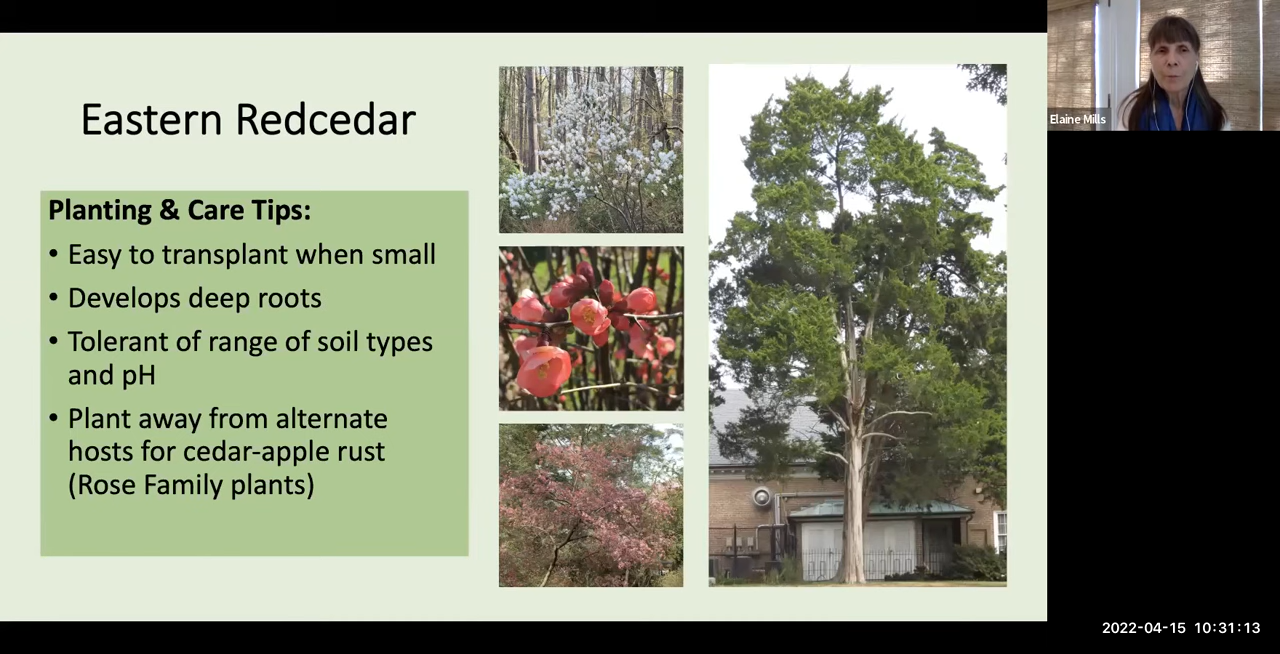 Eastern Redcedar
Planting & Care Tips:
• Easy to transplant when small
• Develops deep roots
• Tolerant of range of soil types
and pH
• Plant away from alternate
hosts for cedar-apple rust
(Rose Family plants)
Elaine Mills
2022-04-15 10:31:13